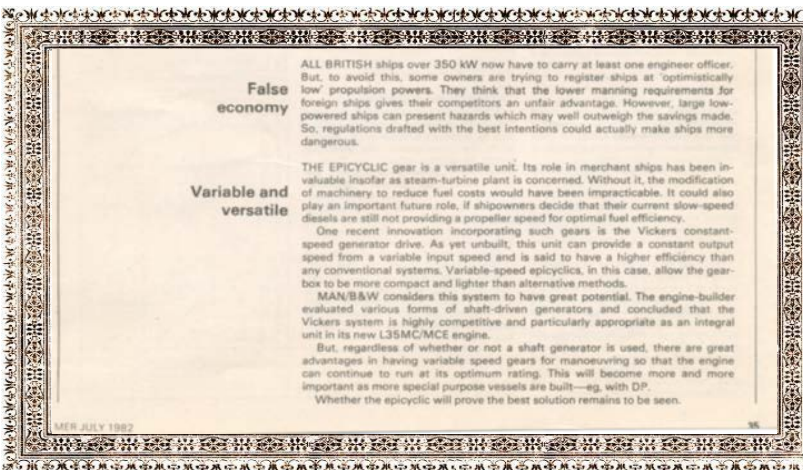 ALL BRITISH ships over 350 kW now have to carry at least one engineer officer.
But, to avoid this, some owners are trying to register ships at 'optimistically
low' propulsion powers. They think that the lower manning requirements for
foreign ships gives their competitors an unfair advantage. However, large low-
powered ships can present hazards which may well outweigh the savings made.
So, regulations drafted with the best intentions could actually make ships more
dangerous.
False
economy
THE EPICYCLIC gear is a versatile unit. Its role in merchant ships has been in-
valuable insofar as steam-turbine plant is concerned. Without it, the modification
of machinery to reduce fuel costs would have been impracticable. It could also
play an important future role, if shipowners decide that their current slow-speed
diesels are still not providing a propeller speed for optimal fuel efficiency.
One recent innovation incorporating such gears is the Vickers constant-
speed generator drive. As yet unbuilt, this unit can provide a constant output
speed from a variable input speed and is said to have a higher efficiency than
any conventional systems. Variable-speed epicyclics, in this case, allow the gear-
box to be more compact and lighter than alternative methods.
MAN/B&W considers this system to have great potential. The engine-builder
evaluated various forms of shaft-driven generators and concluded that the
Vickers system is highly competitive and particularly appropriate as an integral
unit in its new L35MC/MCE engine.
But, regardless of whether or not a shaft generator is used, there are great
advantages in having variable speed gears for manoeuvring so that the engine
can continue to run at its optimum rating. This will become more and more
important as more special purpose vessels are built—eg, with DP.
Whether the epicyclic will prove the best solution remains to be seen.
Variable and
versatile
MER JULY 1982